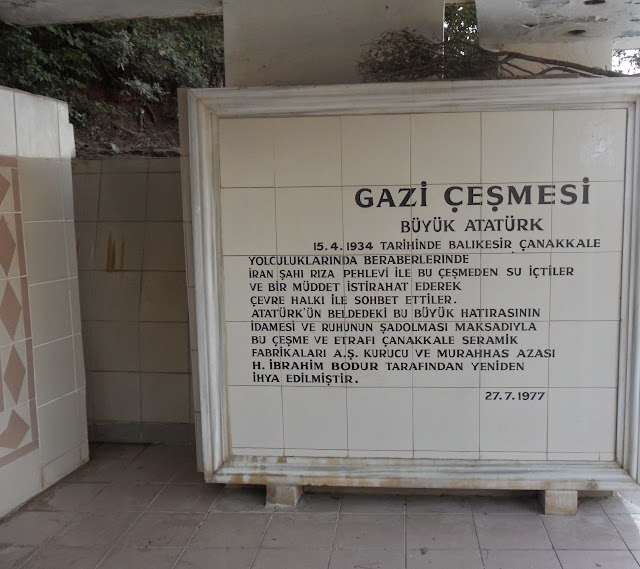 GAZİ ÇEŞMESİ
BÜYÜK ATATÜRK
15.4.1934 TARİHİNDE BALIKESİR ÇANAKKALE
YOLCULUKLARINDA BERABERLERİNDE
İRAN ŞAHI RIZA PEHLEVİ İLE BU ÇEŞMEDEN SU İÇTİLER
VE BİR MÜDDET İSTİRAHAT EDEREK
ÇEVRE HALKI İLE SOHBET ETTİLER.
ATATÜRK'ÜN BELDEDEKİ BU BÜYÜK HATIRASININ
İDAMESİ VE RUHUNUN ŞADOLMASI MAKSADIYLA
BU ÇEŞME VE ETRAFI ÇANAKKALE SERAMİK
FABRİKALARI A.Ş. KURUCU VE MURAHHAS AZASI
H. İBRAHİM BODUR TARAFINDAN YENİDEN
İHYA EDİLMİŞTİR.
27.7.1977